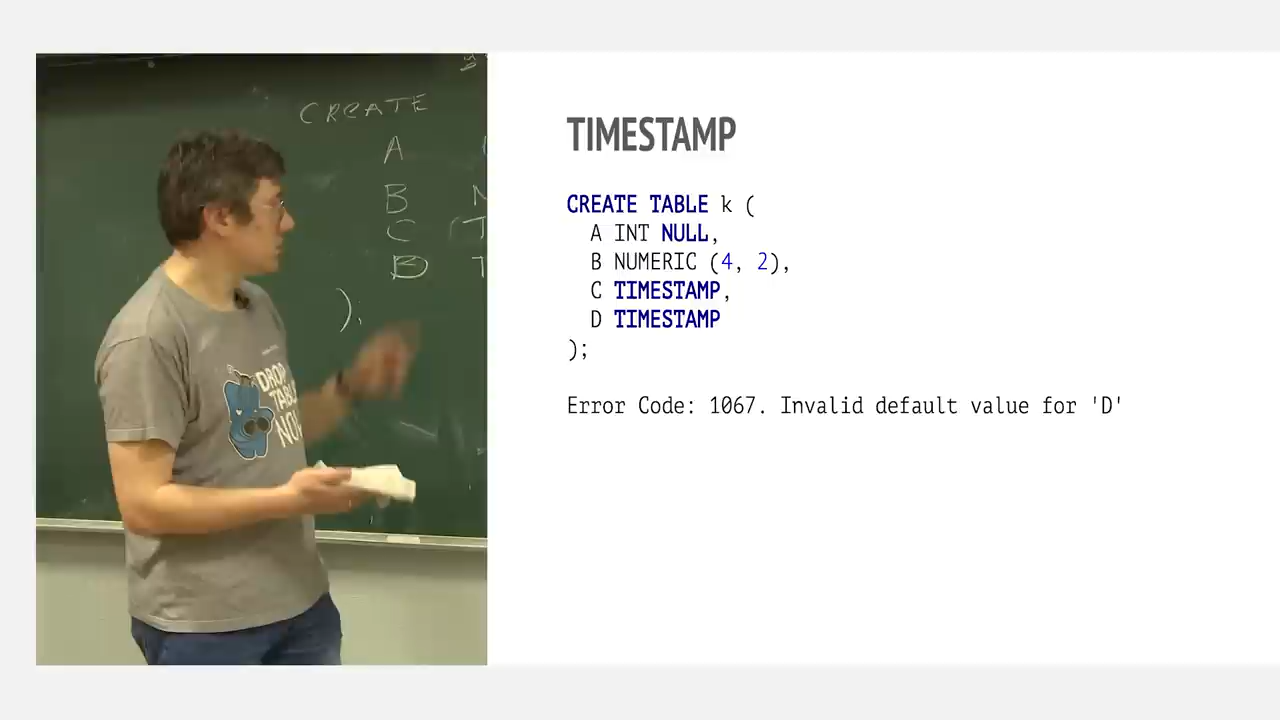 CREATE
A
B
C
D
);
DROP
TABLE
NOW
TIMESTAMP
CREATE TABLE k (
A INT NULL,
B NUMERIC (4, 2),
C TIMESTAMP,
D TIMESTAMP
);
Error Code: 1067. Invalid default value for 'D'